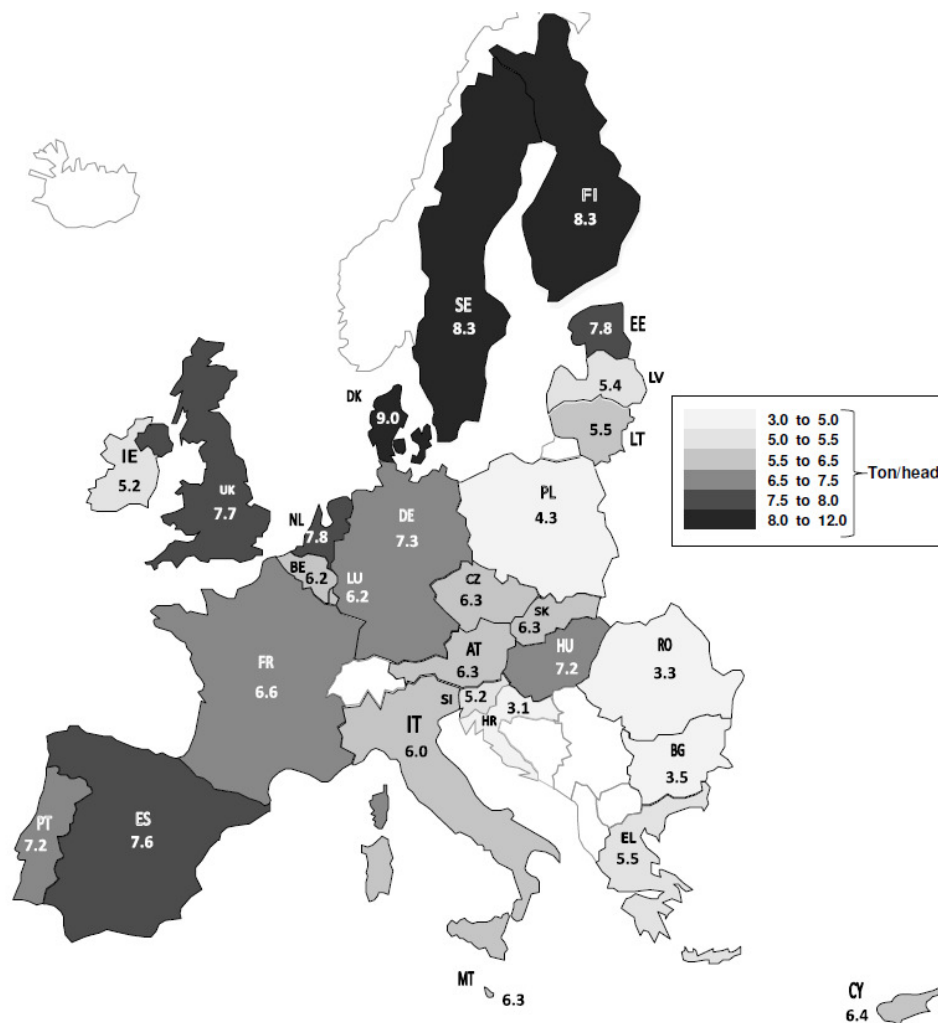 FI
8.3
SE
8.3
7.8 EE
DK
9.0
5.4 LV
5.5
LT
3.0 to 5.0
5.0 to 5.5
5.5 to 6.5
6.5 to 7.5
7.5 to 8.0
8.0 to 12.0
Ton/head
IE
5.2
UK
7.7
NL
7.8
DE
7.3
PL
4.3
BE
6.2
LU
6.2
CZ
6.3
SK
6.3
AT
6.3
HU
7.2
RO
3.3
FR
6.6
SI 5.2
HR 3.1
IT
6.0
BG
3.5
PT
7.2
ES
7.6
EL
5.5
MT
6.3
CY
6.4